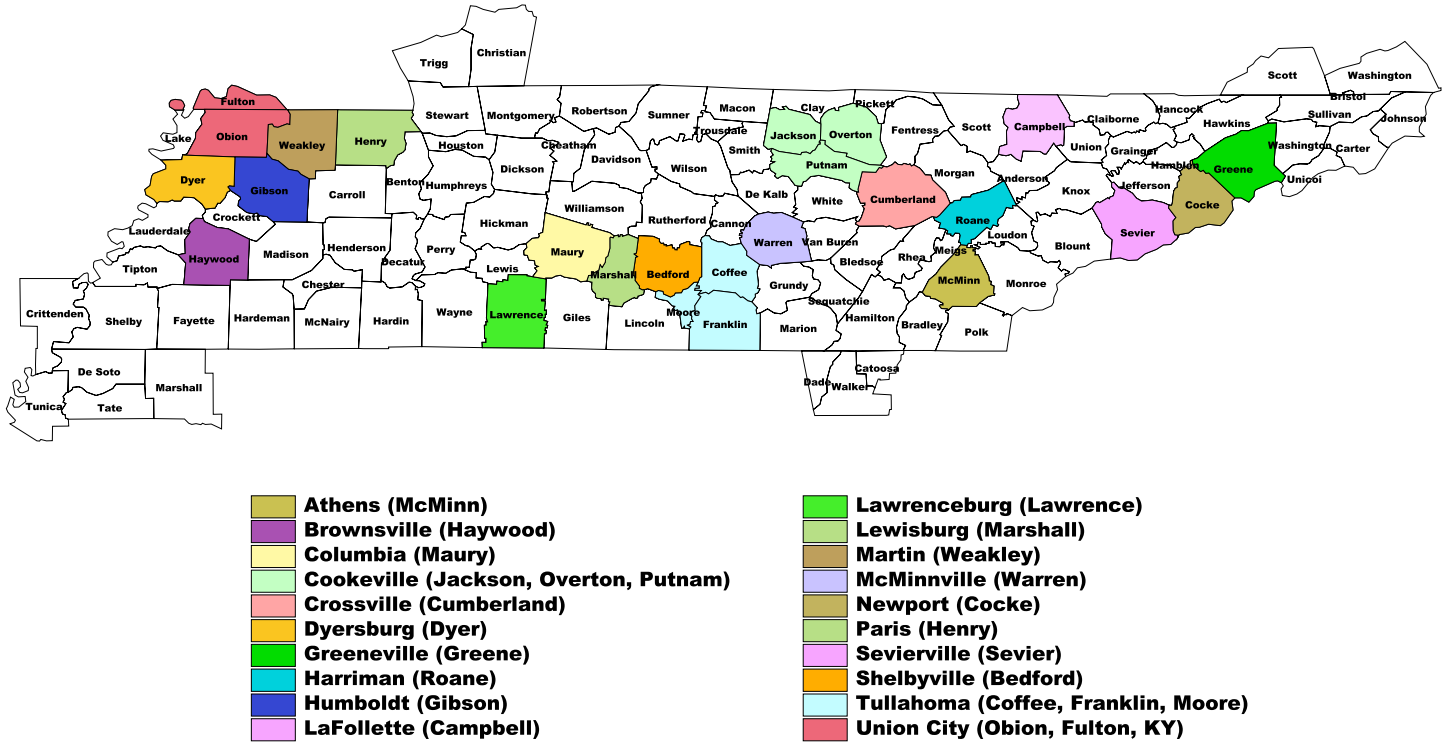 Christian
Trigg
Scott
Washington
Fulton
Bristol
Stewart
Montgomery
Robertson
Sumner
Macon
Clay
Pickett
Hancock
Sullivan
Johnson
Lake
Obion
Weakley
Henry
Houston
Cheatham
Trousdale
Jackson
Overton
Fentress
Scott
Campbell
Claiborne
Hawkins
Dickson
Davidson
Wilson
Smith
Putnam
Union
Grainger
Hamblen
Washington
Carter
Dyer
Gibson
Carroll
Benton
Humphreys
De Kalb
White
Cumberland
Morgan
Anderson
Knox
Jefferson
Greene
Unicoi
Crockett
Williamson
Rutherford
Cannon
Roane
Cocke
Lauderdale
Haywood
Madison
Henderson
Decatur
Perry
Hickman
Maury
Marshall
Bedford
Coffee
Warren
Van Buren
Bledsoe
Rhea
Meigs
Loudon
Blount
Sevier
Tipton
Chester
Lewis
Grundy
McMinn
Monroe
Crittenden
Shelby
Fayette
Hardeman
McNairy
Hardin
Wayne
Lawrence
Giles
Lincoln
Moore
Franklin
Marion
Sequatchie
Hamilton
Bradley
Polk
De Soto
Marshall
Tunica
Tate
Dade
Walker
Catoosa
Athens (McMinn)
Brownsville (Haywood)
Columbia (Maury)
Cookeville (Jackson, Overton, Putnam)
Crossville (Cumberland)
Dyersburg (Dyer)
Greeneville (Greene)
Harriman (Roane)
Humboldt (Gibson)
LaFollette (Campbell)
Lawrenceburg (Lawrence)
Lewisburg (Marshall)
Martin (Weakley)
McMinnville (Warren)
Newport (Cocke)
Paris (Henry)
Sevierville (Sevier)
Shelbyville (Bedford)
Tullahoma (Coffee, Franklin, Moore)
Union City (Obion, Fulton, KY)